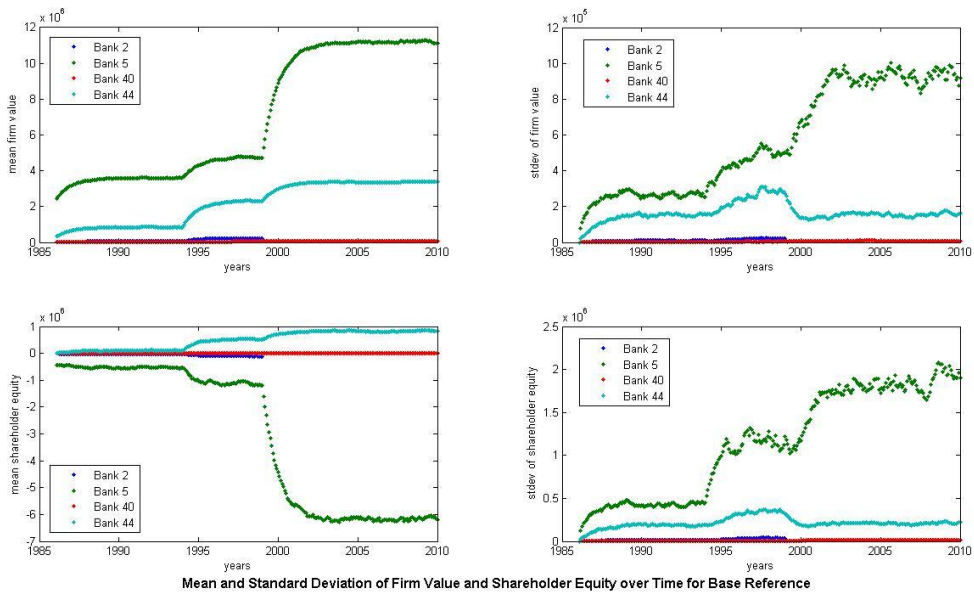 x 10^6
12
10
8
6
4
2
0
mean firm value
Bank 2
Bank 5
Bank 40
Bank 44
1985 1990 1995 2000 2005 2010
years
x 10^5
12
10
8
6
4
2
0
stdev of firm value
Bank 2
Bank 5
Bank 40
Bank 44
1985 1990 1995 2000 2005 2010
years
x 10^6
1
0
-1
-2
-3
-4
-5
-6
-7
mean shareholder equity
Bank 2
Bank 5
Bank 40
Bank 44
1985 1990 1995 2000 2005 2010
years
x 10^6
2.5
2
1.5
1
0.5
0
stdev of shareholder equity
Bank 2
Bank 5
Bank 40
Bank 44
1985 1990 1995 2000 2005 2010
years
Mean and Standard Deviation of Firm Value and Shareholder Equity over Time for Base Reference